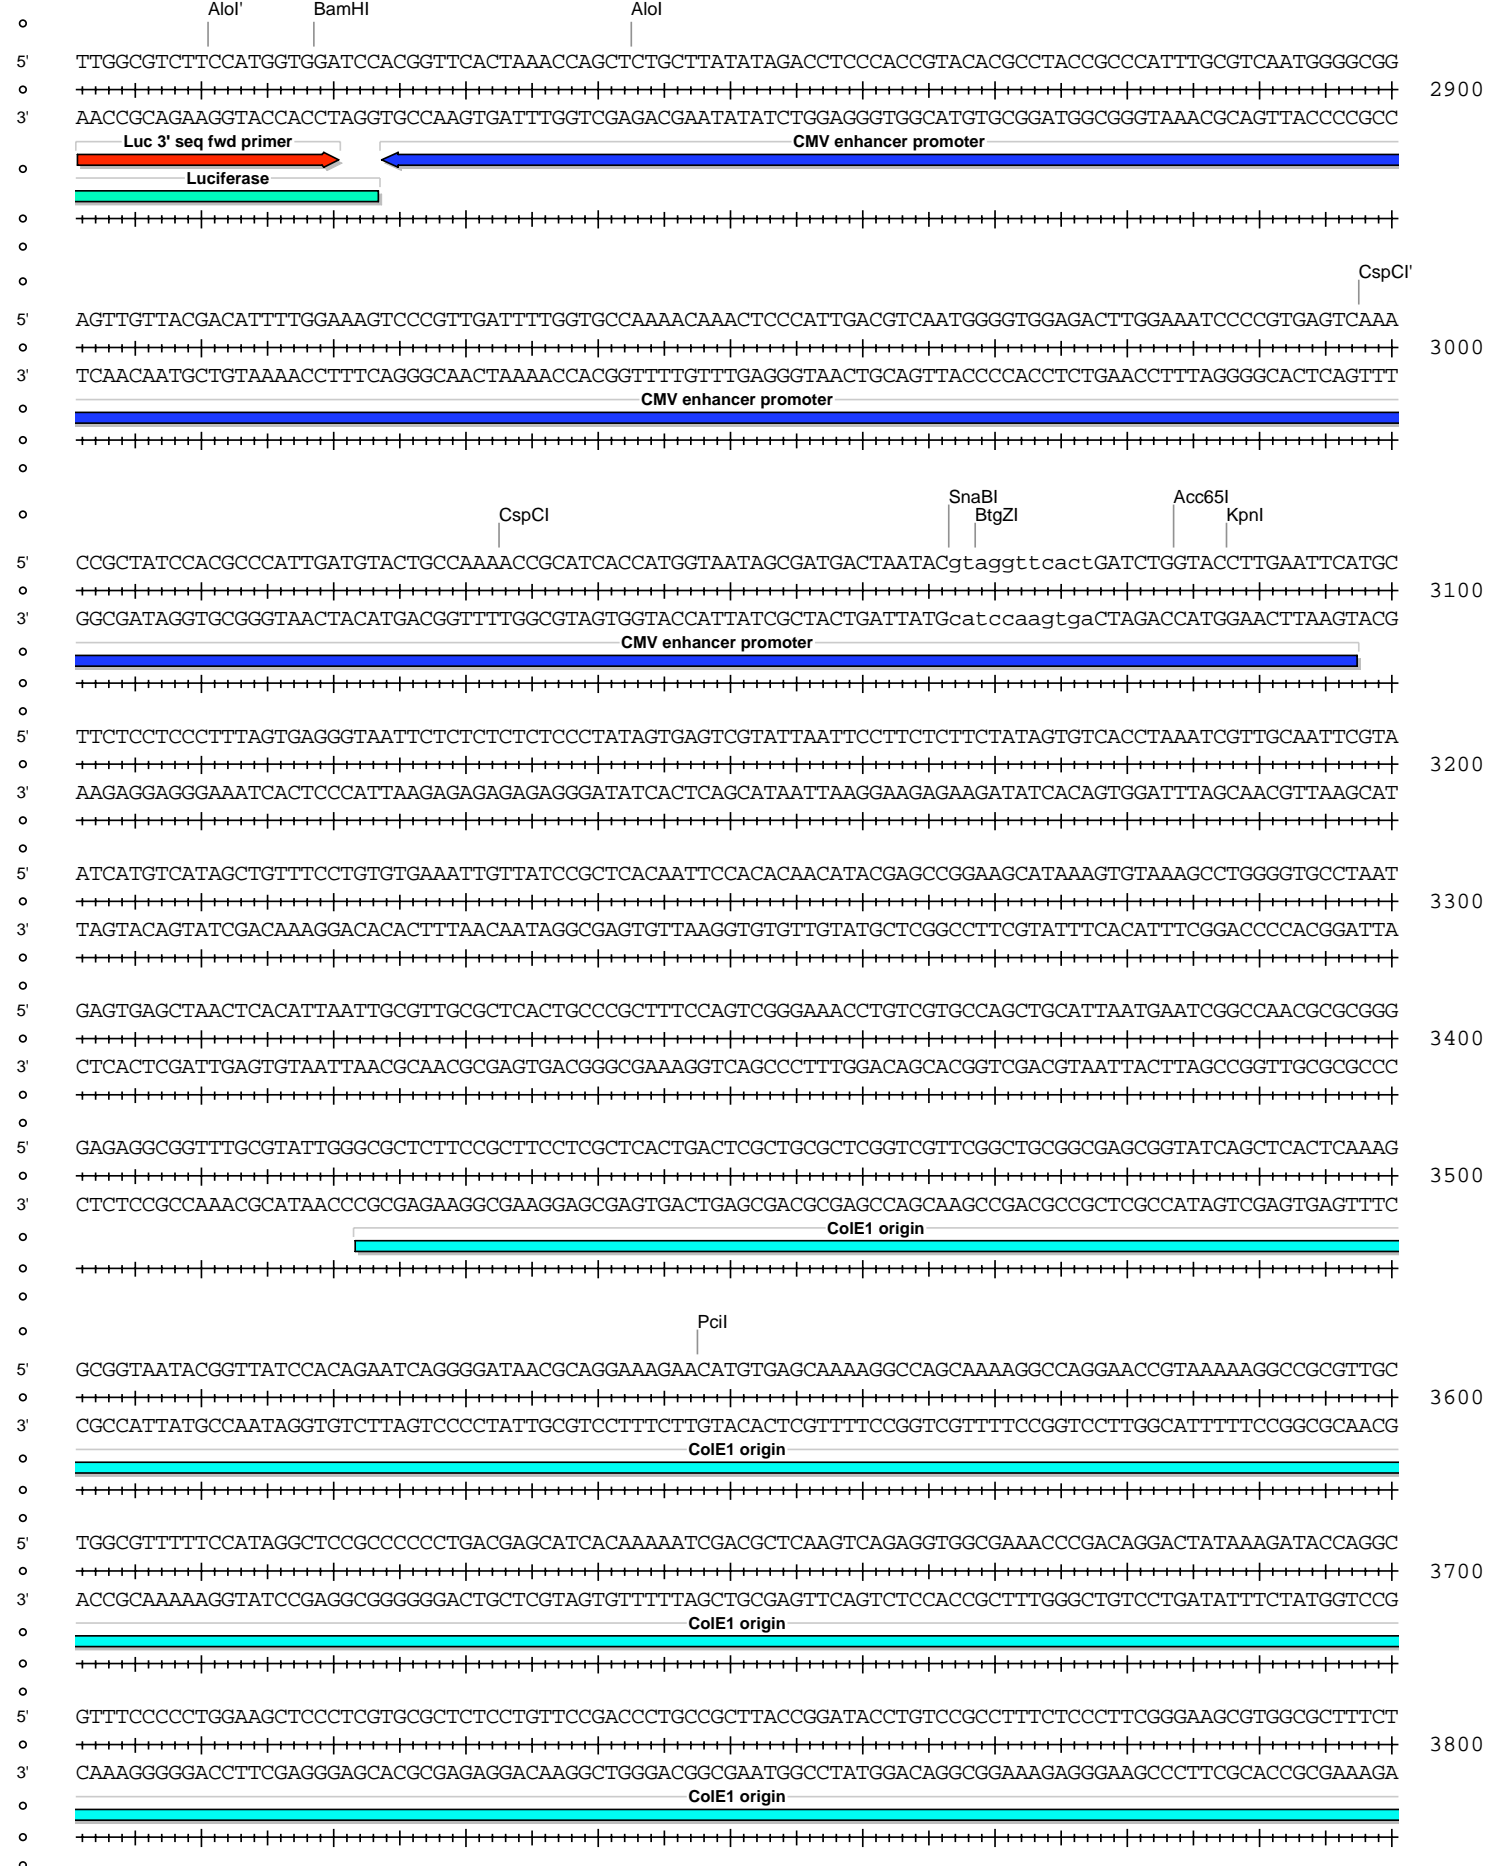 AloI' BamHI AloI
5' TTGGCGTCTTCCATGGTGGATCCACGGTTCACTAAACCAGCTCTGCTTATATAGACCTCCCACCGTACACGCCTACCGCCCATTTGCGTCAATGGGGCGG
2900
3' AACCGCAGAAGGTACCACCTAGGTGCCAAGTGATTTGGTCGAGACGAATATATCTGGAGGGTGGCATGTGCGGATGGCGGGTAAACGCAGTTACCCCGCC
Luc 3' seq fwd primer CMV enhancer promoter
Luciferase
CspCI'
5' AGTTGTTACGACATTTTGGAAAGTCCCGTTGATTTTGGTGCCAAAACAAACTCCCATTGACGTCAATGGGGTGGAGACTTGGAAATCCCCGTGAGTCAAA
3000
3' TCAACAATGCTGTAAAACCTTTCAGGGCAACTAAAACCACGGTTTTGTTTGAGGGTAACTGCAGTTACCCCACCTCTGAACCTTTAGGGGCACTCAGTTT
CMV enhancer promoter
SnaBI Acc65I
CspCI BtgZI KpnI
5' CCGCTATCCACGCCCATTGATGTACTGCCAAAACCGCATCACCATGGTAATAGCGATGACTAATACgtaggttcactGATCTGGTACCTTGAATTCATGC
3100
3' GGCGATAGGTGCGGGTAACTACATGACGGTTTTGGCGTAGTGGTACCATTATCGCTACTGATTATGcatccaagtgaCTAGACCATGGAACTTAAGTACG
CMV enhancer promoter
5' TTCTCCTCCCTTTAGTGAGGGTAATTCTCTCTCTCTCCCTATAGTGAGTCGTATTAATTCCTTCTCTTCTATAGTGTCACCTAAATCGTTGCAATTCGTA
3200
3' AAGAGGAGGGAAATCACTCCCATTAAGAGAGAGAGAGGGATATCACTCAGCATAATTAAGGAAGAGAAGATATCACAGTGGATTTAGCAACGTTAAGCAT
5' ATCATGTCATAGCTGTTTCCTGTGTGAAATTGTTATCCGCTCACAATTCCACACAACATACGAGCCGGAAGCATAAAGTGTAAAGCCTGGGGTGCCTAAT
3300
3' TAGTACAGTATCGACAAAGGACACACTTTAACAATAGGCGAGTGTTAAGGTGTGTTGTATGCTCGGCCTTCGTATTTCACATTTCGGACCCCACGGATTA
5' GAGTGAGCTAACTCACATTAATTGCGTTGCGCTCACTGCCCGCTTTCCAGTCGGGAAACCTGTCGTGCCAGCTGCATTAATGAATCGGCCAACGCGCGGG
3400
3' CTCACTCGATTGAGTGTAATTAACGCAACGCGAGTGACGGGCGAAAGGTCAGCCCTTTGGACAGCACGGTCGACGTAATTACTTAGCCGGTTGCGCGCCC
5' GAGAGGCGGTTTGCGTATTGGGCGCTCTTCCGCTTCCTCGCTCACTGACTCGCTGCGCTCGGTCGTTCGGCTGCGGCGAGCGGTATCAGCTCACTCAAAG
3500
3' CTCTCCGCCAAACGCATAACCCGCGAGAAGGCGAAGGAGCGAGTGACTGAGCGACGCGAGCCAGCAAGCCGACGCCGCTCGCCATAGTCGAGTGAGTTTC
ColE1 origin
PciI
5' GCGGTAATACGGTTATCCACAGAATCAGGGGATAACGCAGGAAAGAACATGTGAGCAAAAGGCCAGCAAAAGGCCAGGAACCGTAAAAAGGCCGCGTTGC
3600
3' CGCCATTATGCCAATAGGTGTCTTAGTCCCCTATTGCGTCCTTTCTTGTACACTCGTTTTCCGGTCGTTTTCCGGTCCTTGGCATTTTTCCGGCGCAACG
ColE1 origin
5' TGGCGTTTTTCCATAGGCTCCGCCCCCCTGACGAGCATCACAAAAATCGACGCTCAAGTCAGAGGTGGCGAAACCCGACAGGACTATAAAGATACCAGGC
3700
3' ACCGCAAAAAGGTATCCGAGGCGGGGGGACTGCTCGTAGTGTTTTTAGCTGCGAGTTCAGTCTCCACCGCTTTGGGCTGTCCTGATATTTCTATGGTCCG
ColE1 origin
5' GTTTCCCCCTGGAAGCTCCCTCGTGCGCTCTCCTGTTCCGACCCTGCCGCTTACCGGATACCTGTCCGCCTTTCTCCCTTCGGGAAGCGTGGCGCTTTCT
3800
3' CAAAGGGGGACCTTCGAGGGAGCACGCGAGAGGACAAGGCTGGGACGGCGAATGGCCTATGGACAGGCGGAAAGAGGGAAGCCCTTCGCACCGCGAAAGA
ColE1 origin